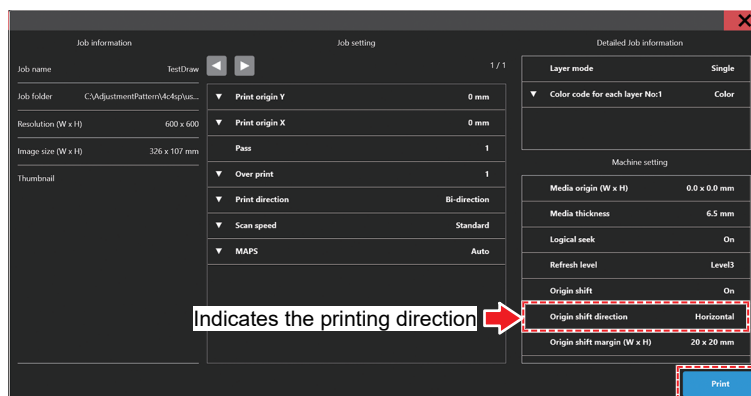 Job information
Job name TestDraw
Job folder C:\AdjustmentPattern\4c4sp\us...
Resolution (W x H) 600 x 600
Image size (W x H) 326 x 107 mm
Thumbnail
Job setting
1 / 1
Print origin Y 0 mm
Print origin X 0 mm
Pass 1
Over print 1
Print direction Bi-direction
Scan speed Standard
MAPS Auto
Indicates the printing direction
Detailed Job information
Layer mode Single
Color code for each layer No:1 Color
Machine setting
Media origin (W x H) 0.0 x 0.0 mm
Media thickness 6.5 mm
Logical seek On
Refresh level Level3
Origin shift On
Origin shift direction Horizontal
Origin shift margin (W x H) 20 x 20 mm
Print